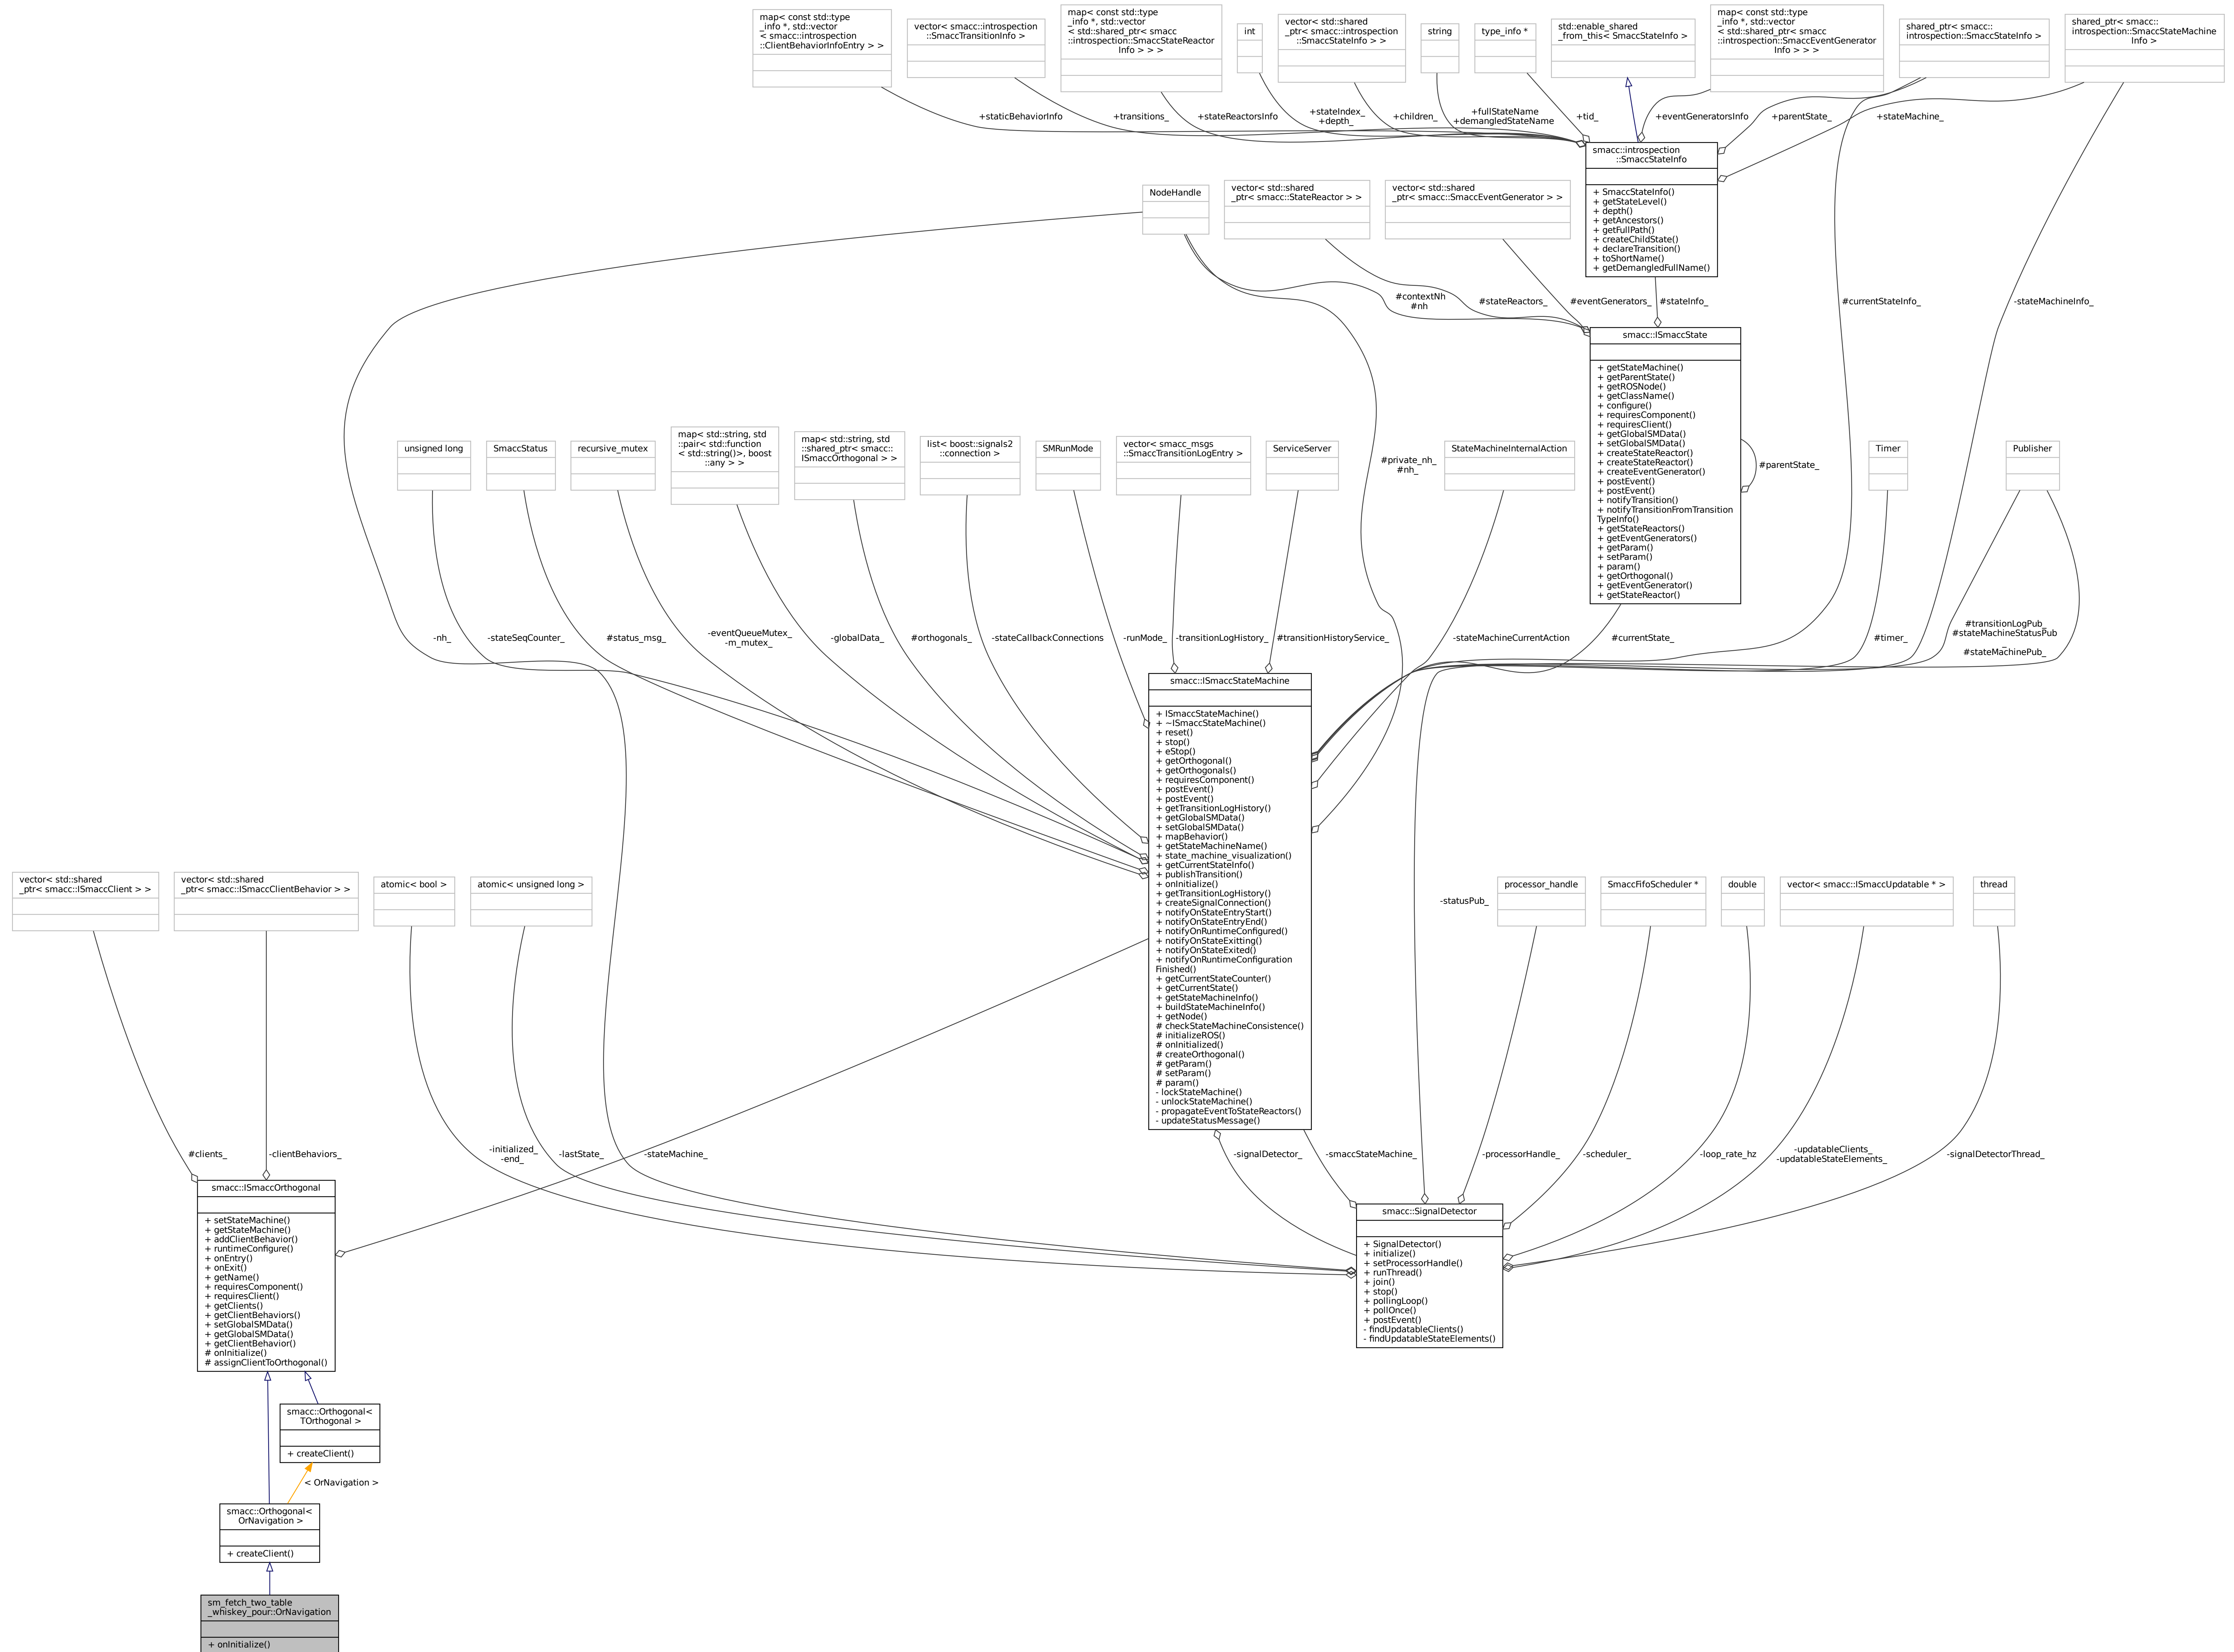 map< const std::type
_info *, std::vector
< smacc::introspection
::ClientBehaviorInfoEntry > >
vector< smacc::introspection
::SmaccTransitionInfo >
map< const std::type
_info *, std::vector
< std::shared_ptr< smacc
::introspection::SmaccStateReactor
Info > > >
int
vector< std::shared
_ptr< smacc::introspection
::SmaccStateInfo > >
string
type_info *
std::enable_shared
_from_this< SmaccStateInfo >
map< const std::type
_info *, std::vector
< std::shared_ptr< smacc
::introspection::SmaccEventGenerator
Info > > >
shared_ptr< smacc::
introspection::SmaccStateInfo >
shared_ptr< smacc::
introspection::SmaccStateMachine
Info >
+staticBehaviorInfo
+transitions_
+stateReactorsInfo
+stateIndex_
+depth_
+children_
+fullStateName
+demangledStateName
+tid_
+eventGeneratorsInfo
+parentState_
+stateMachine_
smacc::introspection
::SmaccStateInfo
+ SmaccStateInfo()
+ getStateLevel()
+ depth()
+ getAncestors()
+ getFullPath()
+ createChildState()
+ declareTransition()
+ toShortName()
+ getDemangledFullName()
NodeHandle
vector< std::shared
_ptr< smacc::StateReactor > >
vector< std::shared
_ptr< smacc::SmaccEventGenerator > >
#contextNh
#nh
#stateReactors_
#eventGenerators_
#stateInfo_
#currentStateInfo_
-stateMachineInfo_
smacc::ISmaccState
+ getStateMachine()
+ getParentState()
+ getROSNode()
+ getClassName()
+ configure()
+ requiresComponent()
+ requiresClient()
+ getGlobalSMData()
+ setGlobalSMData()
+ createStateReactor()
+ createStateReactor()
+ createEventGenerator()
+ postEvent()
+ postEvent()
+ notifyTransition()
+ notifyTransitionFromTransition
TypeInfo()
+ getStateReactors()
+ getEventGenerators()
+ getParam()
+ setParam()
+ param()
+ getOrthogonal()
+ getEventGenerator()
+ getStateReactor()
#parentState_
unsigned long
SmaccStatus
recursive_mutex
map< std::string, std
::pair< std::function
< std::string()>, boost
::any > >
map< std::string, std
::shared_ptr< smacc::
ISmaccOrthogonal > >
list< boost::signals2
::connection >
SMRunMode
vector< smacc_msgs
::SmaccTransitionLogEntry >
ServiceServer
#private_nh_
#nh_
StateMachineInternalAction
Timer
Publisher
-nh_
-stateSeqCounter_
#status_msg_
-eventQueueMutex_
-m_mutex_
-globalData_
#orthogonals_
-stateCallbackConnections
-runMode_
-transitionLogHistory_
#transitionHistoryService_
-stateMachineCurrentAction
#currentState_
#timer_
#transitionLogPub_
#stateMachineStatusPub
_
#stateMachinePub_
smacc::ISmaccStateMachine
+ ISmaccStateMachine()
+ ~ISmaccStateMachine()
+ reset()
+ stop()
+ eStop()
+ getOrthogonal()
+ getOrthogonals()
+ requiresComponent()
+ postEvent()
+ postEvent()
+ getTransitionLogHistory()
+ getGlobalSMData()
+ setGlobalSMData()
+ mapBehavior()
+ getStateMachineName()
+ state_machine_visualization()
+ getCurrentStateInfo()
+ publishTransition()
+ onInitialize()
+ getTransitionLogHistory()
+ createSignalConnection()
+ notifyOnStateEntryStart()
+ notifyOnStateEntryEnd()
+ notifyOnRuntimeConfigured()
+ notifyOnStateExitting()
+ notifyOnStateExited()
+ notifyOnRuntimeConfiguration
Finished()
+ getCurrentStateCounter()
+ getCurrentState()
+ getStateMachineInfo()
+ buildStateMachineInfo()
+ getNode()
# checkStateMachineConsistence()
# initializeROS()
# onInitialized()
# createOrthogonal()
# getParam()
# setParam()
# param()
- lockStateMachine()
- unlockStateMachine()
- propagateEventToStateReactors()
- updateStatusMessage()
vector< std::shared
_ptr< smacc::ISmaccClient > >
vector< std::shared
_ptr< smacc::ISmaccClientBehavior > >
atomic< bool >
atomic< unsigned long >
-statusPub_
processor_handle
SmaccFifoScheduler *
double
vector< smacc::ISmaccUpdatable * >
thread
#clients_
-clientBehaviors_
-initialized_
-end_
-lastState_
-stateMachine_
-signalDetector_
-smaccStateMachine_
-processorHandle_
-scheduler_
-loop_rate_hz
-updatableClients_
-updatableStateElements_
-signalDetectorThread_
smacc::ISmaccOrthogonal
+ setStateMachine()
+ getStateMachine()
+ addClientBehavior()
+ runtimeConfigure()
+ onEntry()
+ onExit()
+ getName()
+ requiresComponent()
+ requiresClient()
+ getClients()
+ getClientBehaviors()
+ setGlobalSMData()
+ getGlobalSMData()
+ getClientBehavior()
# onInitialize()
# assignClientToOrthogonal()
smacc::SignalDetector
+ SignalDetector()
+ initialize()
+ setProcessorHandle()
+ runThread()
+ join()
+ stop()
+ pollingLoop()
+ pollOnce()
+ postEvent()
- findUpdatableClients()
- findUpdatableStateElements()
smacc::Orthogonal<
TOrthogonal >
+ createClient()
< OrNavigation >
smacc::Orthogonal<
OrNavigation >
+ createClient()
sm_fetch_two_table
_whiskey_pour::OrNavigation
+ onInitialize()